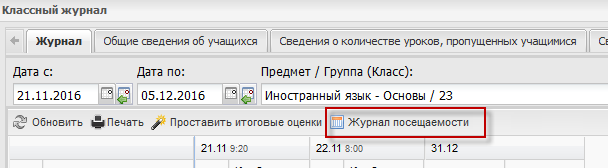 Классный журнал
Журнал Общие сведения об учащихся Сведения о количестве уроков, пропущенных учащимися
Дата с: Дата по: Предмет / Группа (Класс):
21.11.2016 05.12.2016 Иностранный язык - Основы / 23
Обновить Печать Проставить итоговые оценки Журнал посещаемости
21.11 9:20 22.11 8:00 31.12